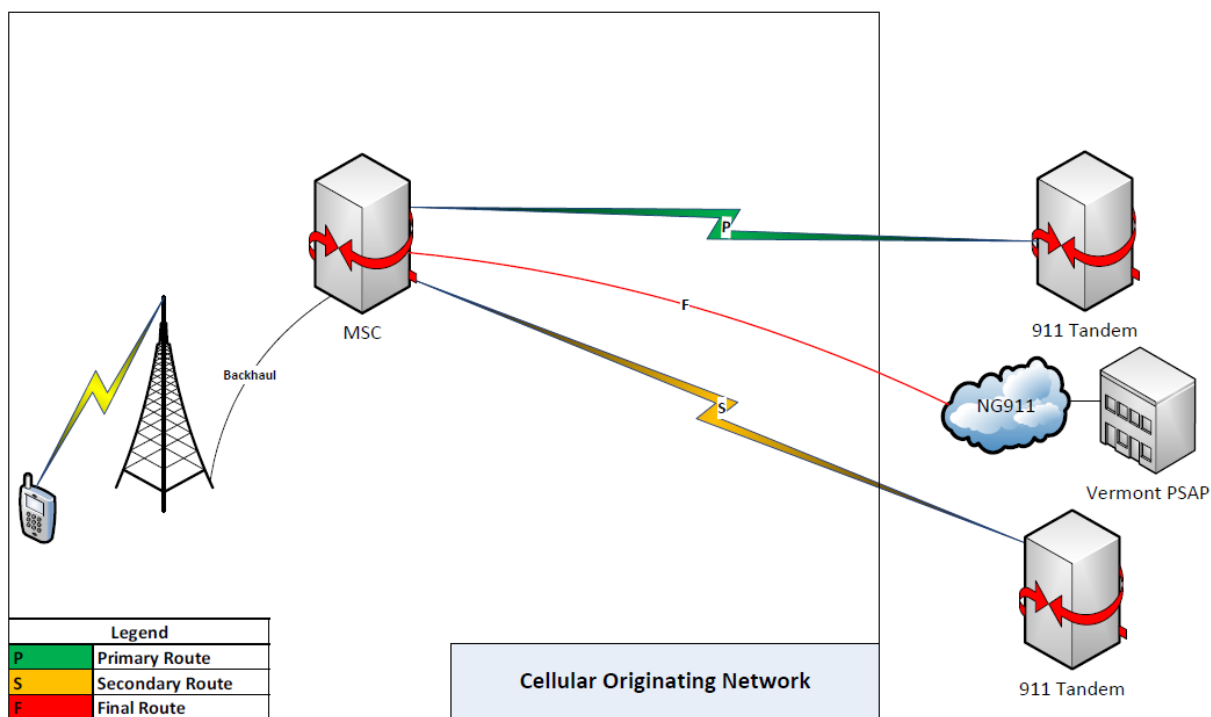 P
911 Tandem
MSC
F
Backhaul
NG911
S
Vermont PSAP
Legend
P Primary Route
S Secondary Route
F Final Route
Cellular Originating Network
911 Tandem